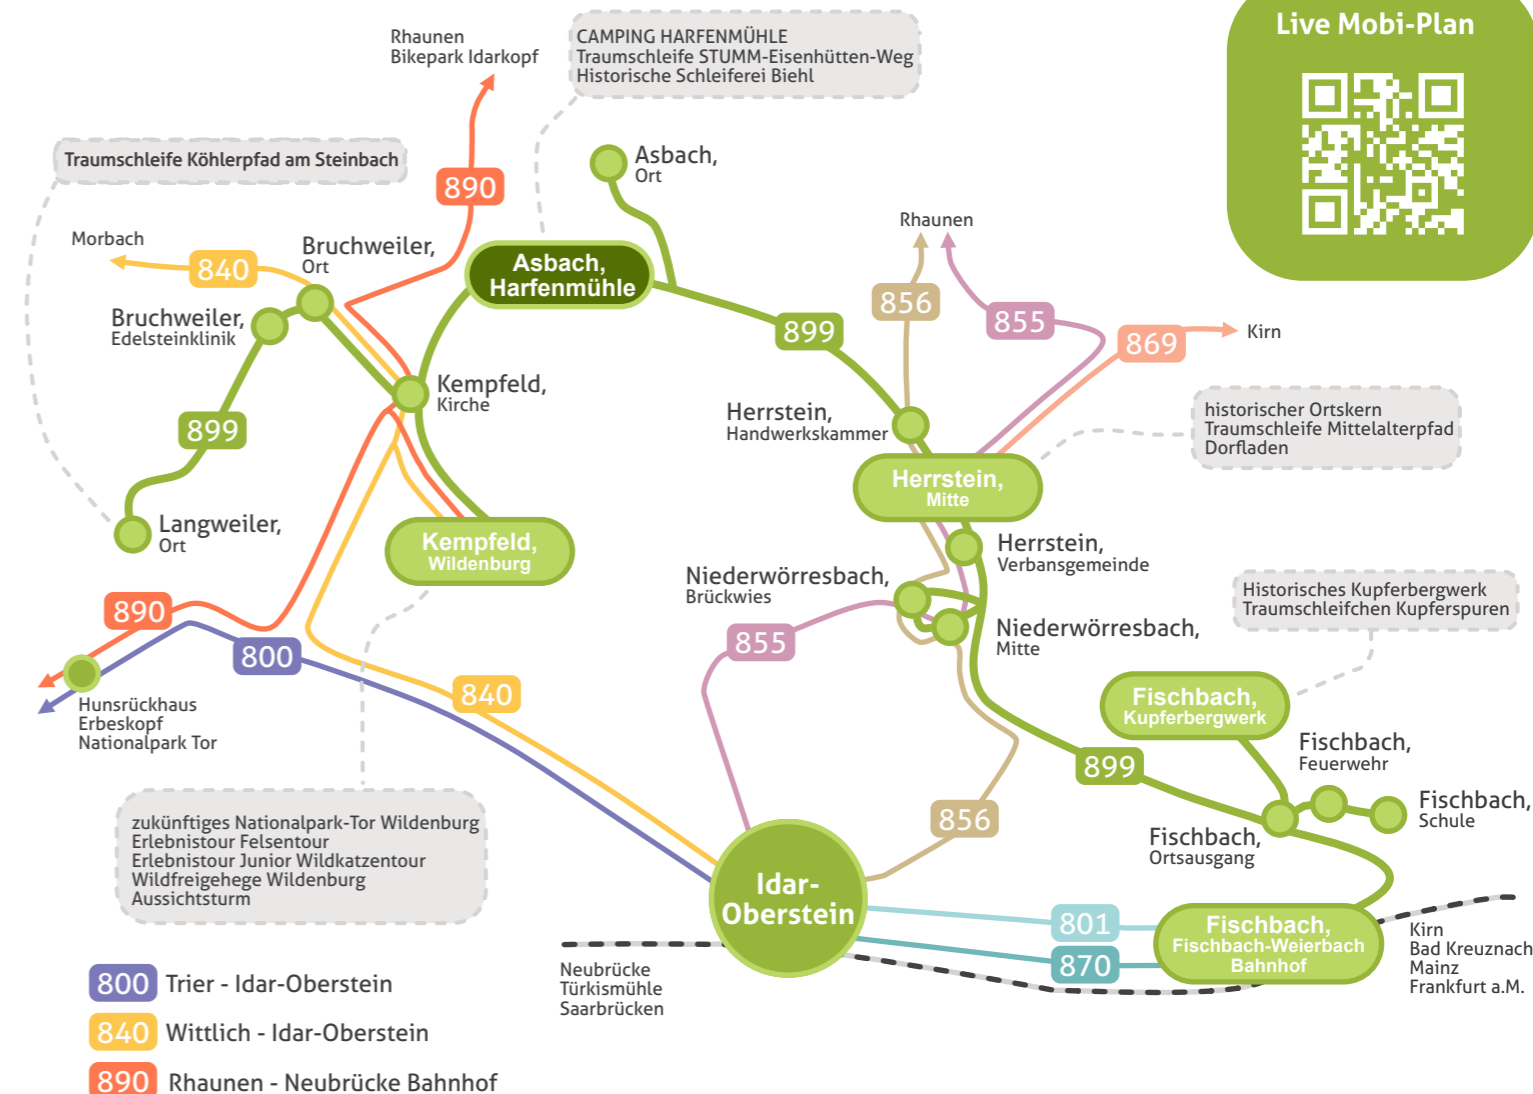 Live Mobi-Plan
Rhaunen
Bikepark Idarkopf
CAMPING HARFENMÜHLE
Traumschleife STUMM-Eisenhütten-Weg
Historische Schleiferei Biehl
Traumschleife Köhlerpfad am Steinbach
890
Asbach,
Ort
Morbach
840
Bruchweiler,
Ort
Asbach,
Harfenmühle
Rhaunen
856
855
869
Kirn
Bruchweiler,
Edelsteinklinik
899
Kempfeld,
Kirche
historischer Ortskern
Traumschleife Mittelalterpfad
Dorfladen
Herrstein,
Handwerkskammer
899
Herrstein,
Mitte
Langweiler,
Ort
Kempfeld,
Wildenburg
Herrstein,
Verbansgemeinde
Niederwörresbach,
Brückwies
Historisches Kupferbergwerk
Traumschleifchen Kupferspuren
890
800
855
Niederwörresbach,
Mitte
840
Hunsrückhaus
Erbeskopf
Nationalpark Tor
Fischbach,
Kupferbergwerk
899
Fischbach,
Feuerwehr
Fischbach,
Schule
856
Fischbach,
Ortsausgang
zukünftiges Nationalpark-Tor Wildenburg
Erlebnistour Felsentour
Erlebnistour Junior Wildkatzentour
Wildfreigehege Wildenburg
Aussichtsturm
Idar-
Oberstein
801
870
Fischbach,
Fischbach-Weierbach
Bahnhof
Kirn
Bad Kreuznach
Mainz
Frankfurt a.M.
Neubrücke
Türkismühle
Saarbrücken
800 Trier - Idar-Oberstein
840 Wittlich - Idar-Oberstein
890 Rhaunen - Neubrücke Bahnhof